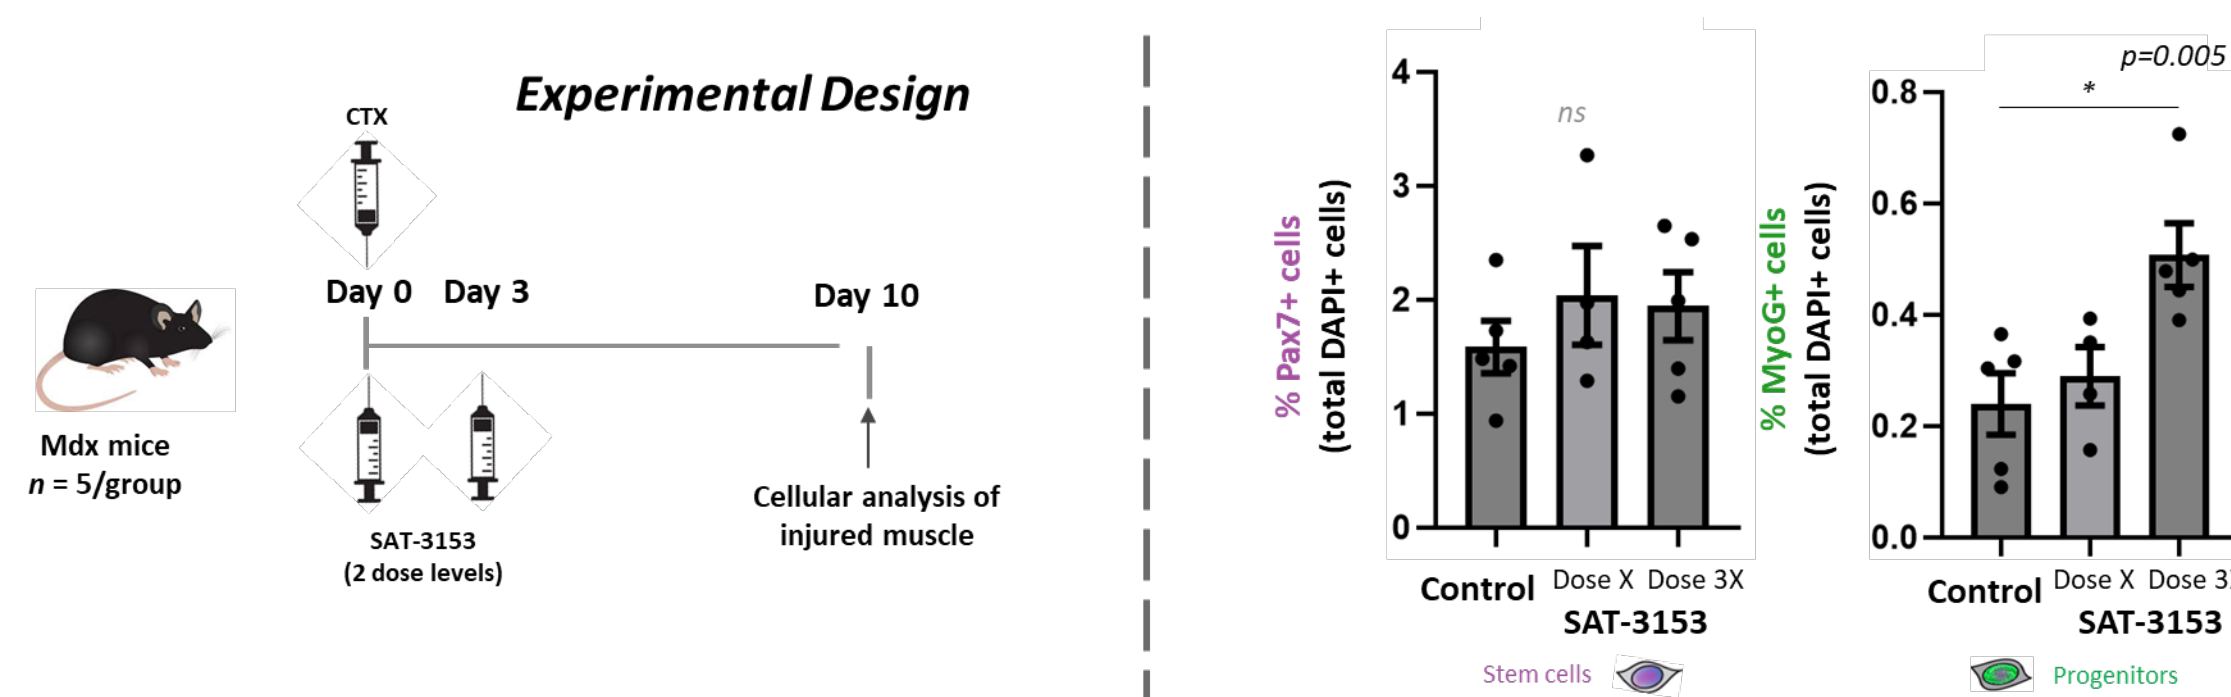 Experimental Design
CTX
Day 0 Day 3 Day 10
Mdx mice
n = 5/group
SAT-3153
(2 dose levels)
Cellular analysis of
injured muscle
% Pax7+ cells
(total DAPI+ cells)
4
3
2
1
0
ns
Control Dose X Dose 3X
SAT-3153
Stem cells
% MyoG+ cells
(total DAPI+ cells)
0.8
0.6
0.4
0.2
0.0
p=0.005
*
Control Dose X Dose 3
SAT-3153
Progenitors